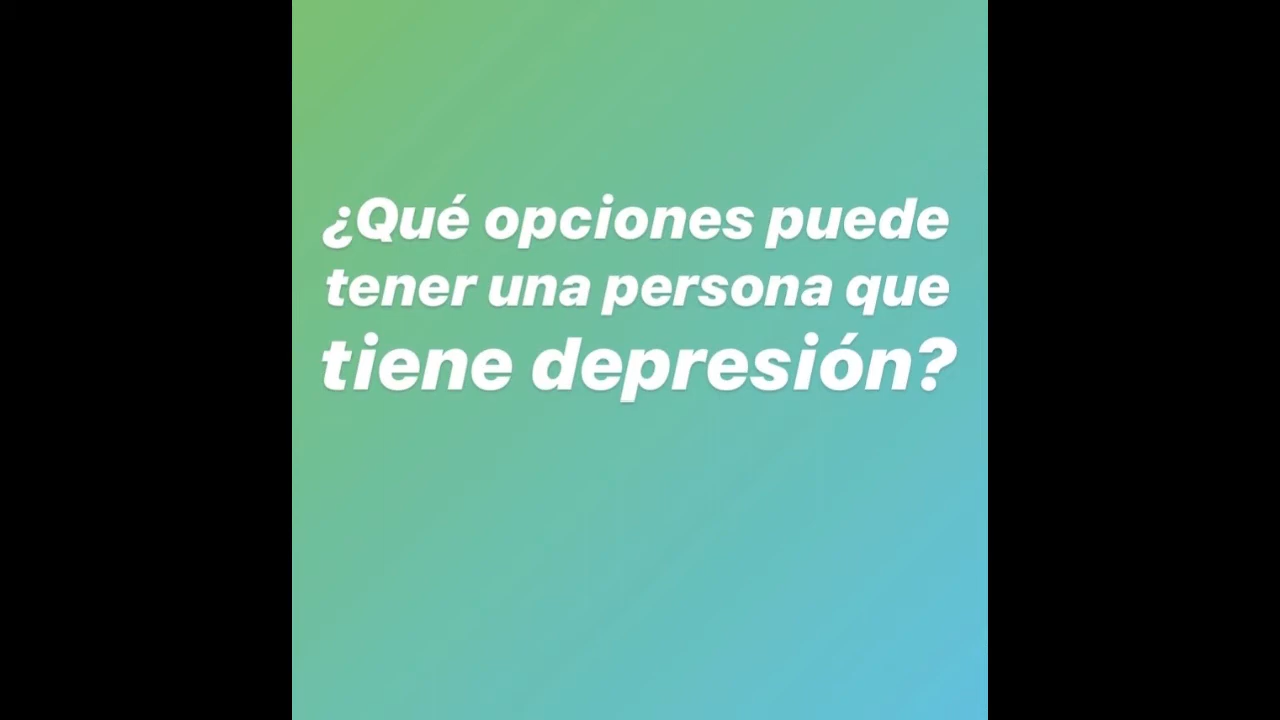 ¿Qué opciones puede
tener una persona que
tiene depresión?